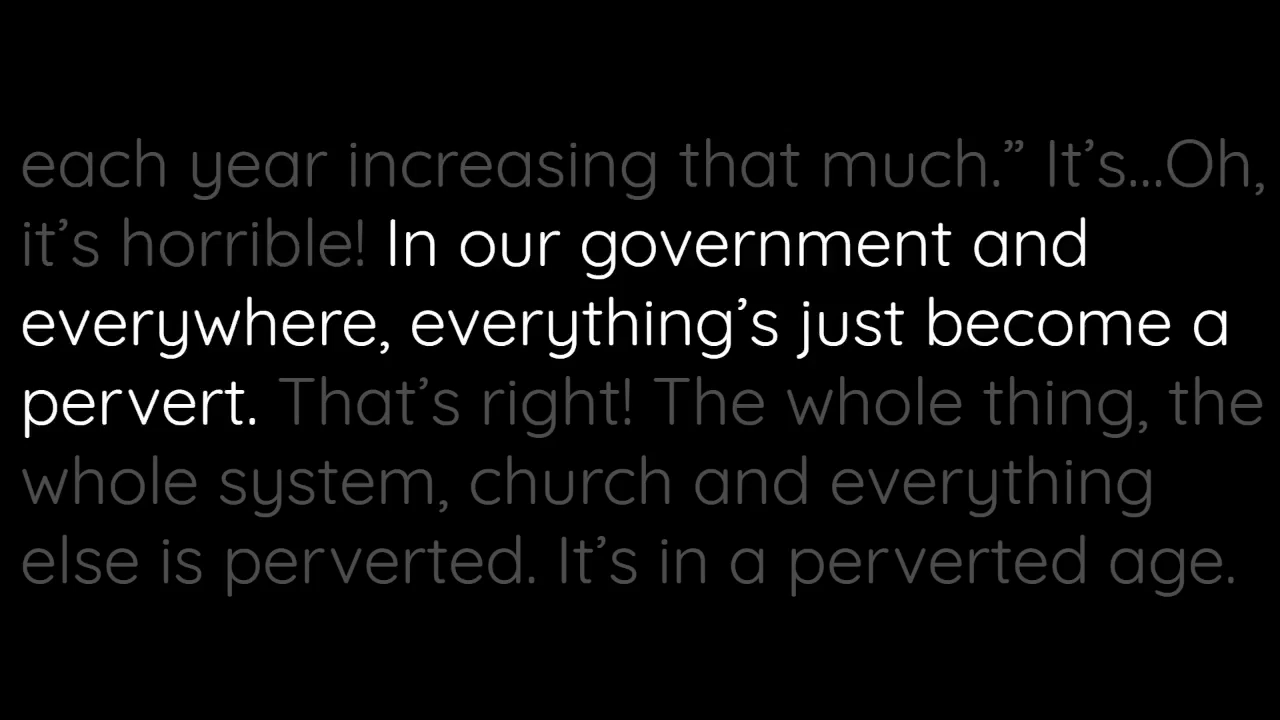 each year increasing that much.” It’s...Oh,
it’s horrible! In our government and
everywhere, everything’s just become a
pervert. That’s right! The whole thing, the
whole system, church and everything
else is perverted. It’s in a perverted age.